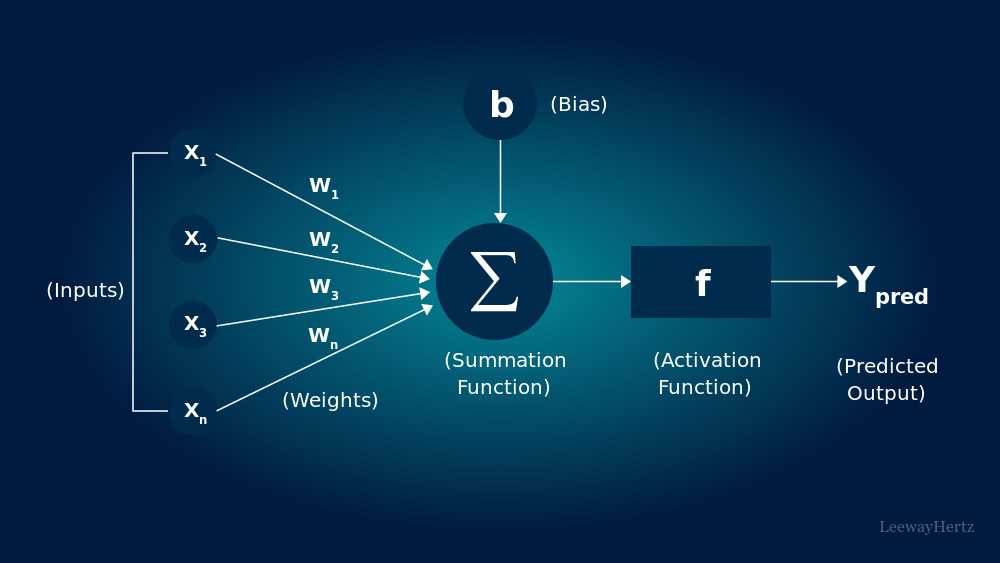 b (Bias)
X1
W1
X2
W2
(Inputs)
W3
X3
Wn
Xn
(Weights)
∑
(Summation
Function)
f
(Activation
Function)
Ypred
(Predicted
Output)
LeewayHertz